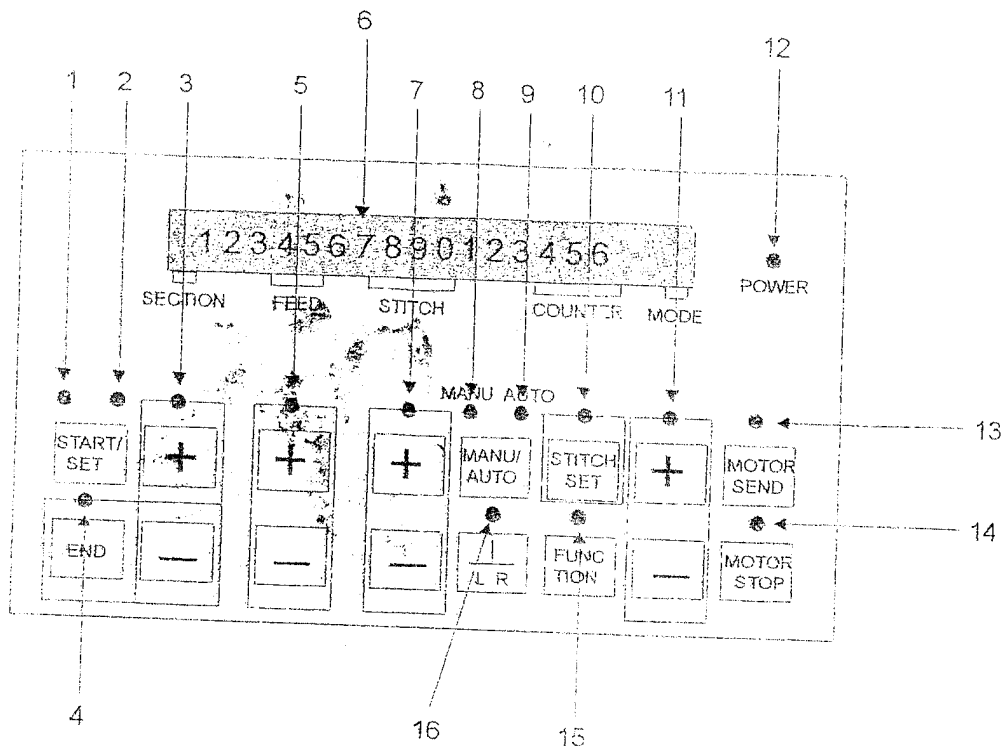 6
12
1 2 3 5 7 8 9 10 11
1234567890123456
SECTION FEED STITCH COUNTER MODE
POWER
MANU AUTO
13
START/
SET
+
+
+
MANU/
AUTO
STITCH
SET
+
MOTOR
SEND
14
END
—
—
—
L R
FUNC
TION
—
MOTOR
STOP
4
16
15